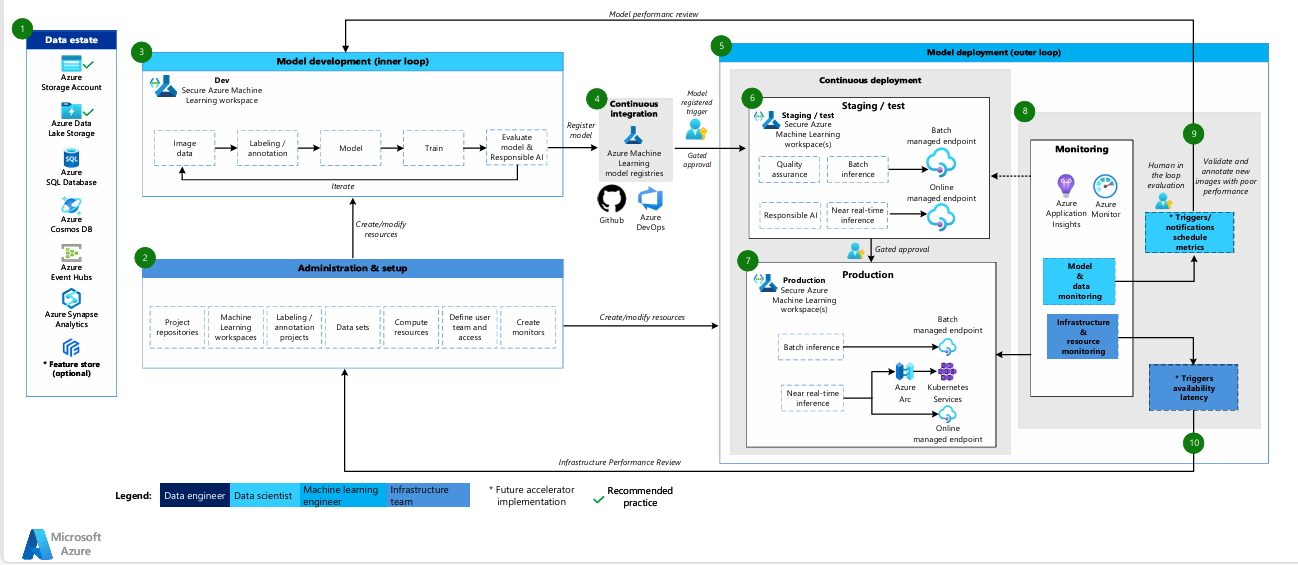 Model performanc review
1
Data estate
Azure
Storage Account
Azure Data
Lake Storage
Azure
SQL Database
Azure
Cosmos DB
Azure
Event Hubs
Azure Synapse
Analytics
* Feature store
(optional)
3
Model development (inner loop)
Dev
Secure Azure Machine
Learning workspace
Image
data
Labeling /
annotation
Model
Train
Evaluate
model &
Responsible AI
Iterate
Create/modify
resources
2
Administration & setup
Project
repositories
Machine
Learning
workspaces
Labeling /
annotation
projects
Data sets
Compute
resources
Define user
team and
access
Create
monitors
Register
model
4
Continuous
integration
Azure Machine
Learning
model registries
Github
Azure
DevOps
Model
registered
trigger
Gated
approval
Create/modify resources
5
Model deployment (outer loop)
Continuous deployment
6
Staging / test
Staging / test
Secure Azure
Machine Learning
workspace(s)
Quality
assurance
Batch
inference
Batch
managed endpoint
Responsible AI
Near real-time
inference
Online
managed endpoint
Gated approval
7
Production
Production
Secure Azure
Machine Learning
workspace(s)
Batch inference
Batch
managed endpoint
Near real-time
inference
Azure
Arc
Kubernetes
Services
Online
managed endpoint
8
Monitoring
Azure
Application
Insights
Azure
Monitor
Model
&
data
monitoring
Infrastructure
&
resource
monitoring
9
Human in
the loop
evaluation
Validate and
annotate new
images with poor
performance
* Triggers/
notifications
schedule
metrics
* Triggers
availability
latency
10
Infrastructure Performance Review
Legend:
Data engineer
Data scientist
Machine learning
engineer
Infrastructure
team
* Future accelerator
implementation
Recommended
practice
Microsoft
Azure